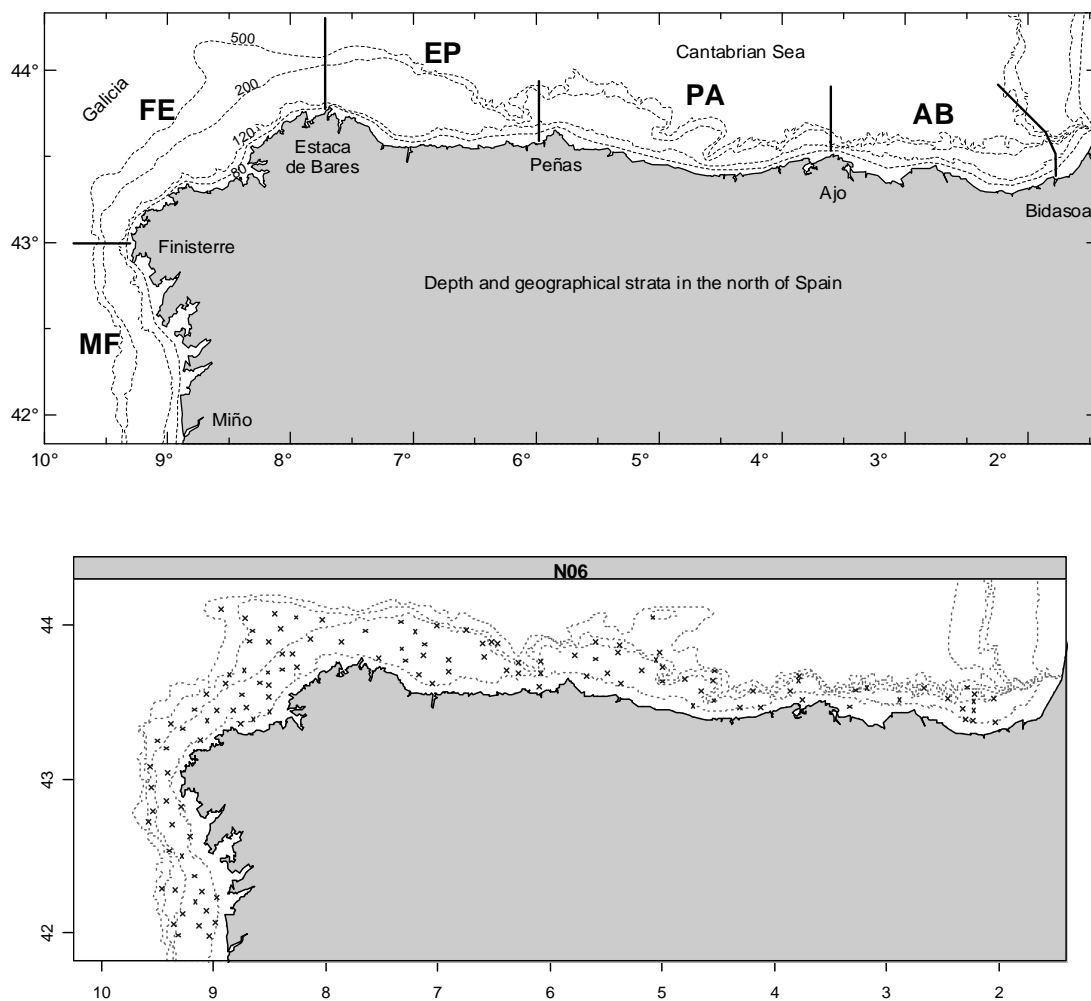 500
EP
Cantabrian Sea
44°
Galicia
FE
200
PA
AB
120
80
Estaca
de Bares
Peñas
Ajo
Bidasoa
43°
Finisterre
Depth and geographical strata in the north of Spain
MF
42°
Miño
10° 9° 8° 7° 6° 5° 4° 3° 2°
N06
44
43
42
10 9 8 7 6 5 4 3 2